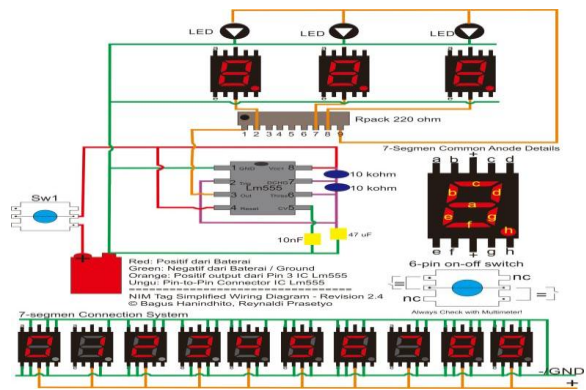 LED
LED
LED
Rpack 220 ohm
1 2 3 4 5 6 7 8 9
7-Segmen Common Anode Details
a b + c d
1 GND Vcc+ 8
2 DCHG 7
3 Out Thres 6
4 Reset CV 5
Lm555
10 kohm
10 kohm
Sw1
10nF
47 uF
e f + g h
6-pin on-off switch
nc
nc
Always Check with Multimeter!
Red: Positif dari Baterai
Green: Negatif dari Baterai / Ground
Orange: Positif output dari Pin 3 IC Lm555
Ungu: Pin-to-Pin Connector IC Lm555
NIM Tag Simplified Wiring Diagram - Revision 2.4
© Bagus Hanindhito, Reynaldi Prasetyo
7-segmen Connection System
-/GND
+